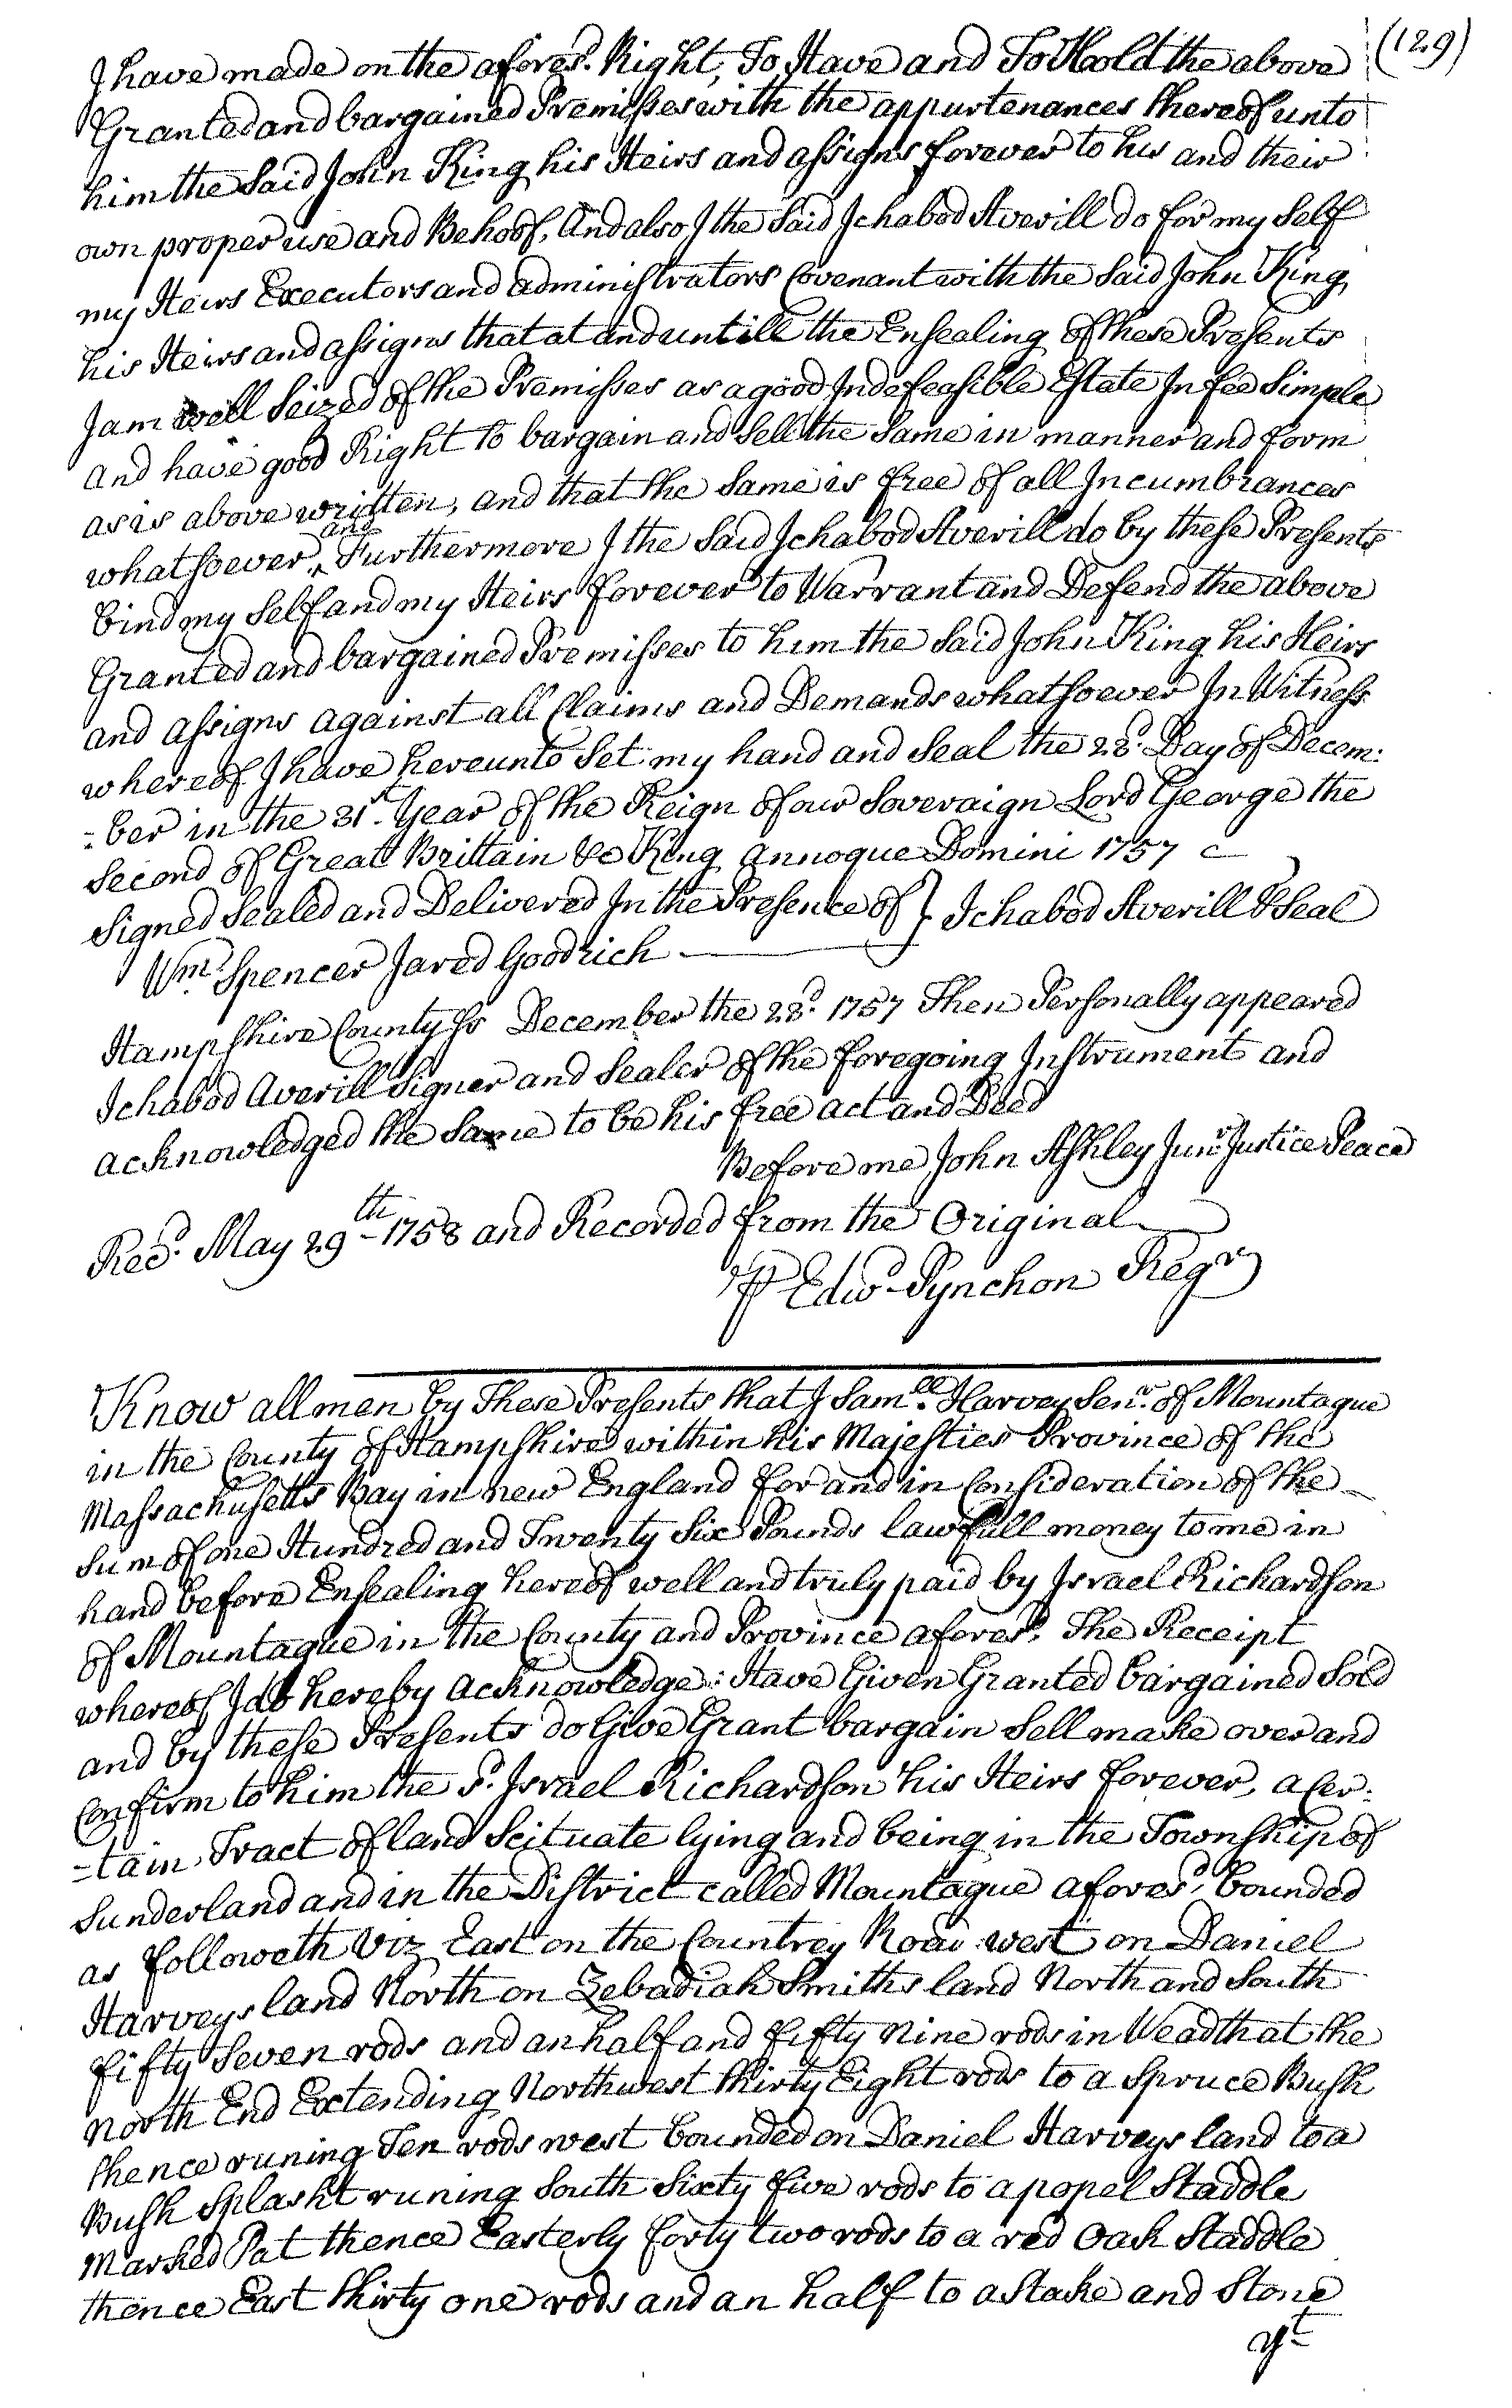 (129)
I have made on the afores.d Right, To Have and To Hold the above
Granted and bargained Premisses with the appurtenances thereof unto
him the Said John King his Heirs and assigns forever to his and their
own proper use and Behoof, And also I the Said Ichabod Averill do for my Self
my Heirs Executors and administrators Covenant with the Said John King
his Heirs and assigns that at and untill the Ensealing of these Presents
I am well Seized of the Premisses as a good Indefeasible Estate In fee Simple
and have good Right to bargain and Sell the Same in manner and form
as is above written, and that the Same is free of all Incumbrances
whatsoever, and Furthermore I the Said Ichabod Averill do by these Presents
bind my Self and my Heirs forever to Warrant and Defend the above
Granted and bargained Premisses to him the Said John King his Heirs
and assigns against all Claims and Demands whatsoever In Witness
whereof I have hereunto Set my hand and Seal the 28.d Day of Decem:
=ber in the 31.st Year of the Reign of our Soveraign Lord George the
Second of Great Brittain &c King annoque Domini 1757
Signed Sealed and Delivered In the Presence of } Ichabod Averill & Seal
Wm. Spencer Jared Goodrich
Hampshire County Ss December the 28.d 1757 Then Personally appeared
Ichabod Averill Signer and Sealer of the foregoing Instrument and
acknowledged the Same to be his free act and Deed
Before me John Ashley Jun.r Justice Peace
Rec.d May 29th 1758 and Recorded from the Original
P Edw.d Pynchon Reg.r
Know all men by These Presents that I Sam.ll Harvey Sen.r of Mountague
in the County of Hampshire within his Majesties Province of the
Massachusetts Bay in new England for and in Consideration of the
Sum of one Hundred and Twenty Six Pounds lawfull money to me in
hand before Ensealing hereof well and truly paid by Israel Richardson
of Mountague in the County and Province afores.d, The Receipt
whereof I do hereby acknowledge: Have Given Granted bargained Sold
and by these Presents do Give Grant bargain Sell make over and
Confirm to him the s.d Israel Richardson his Heirs forever, a Cer:
=tain Tract of land Scituate lying and being in the Township of
Sunderland and in the District called Mountague afores.d, bounded
as followeth Viz East on the Countrey Road west on Daniel
Harveys land North on Zebadiah Smiths land North and South
fifty Seven rods and an half and fifty nine rods in Weadth at the
North End Extending Northwest thirty Eight rods to a Spruce Bush
thence runing Ten rods west bounded on Daniel Harveys land to a
Bush Splasht runing South Sixty five rods to a popel Staddle
Marked Pat thence Easterly forty two rods to a red Oak Staddle
thence East thirty one rods and an half to a Stake and Stone
yt